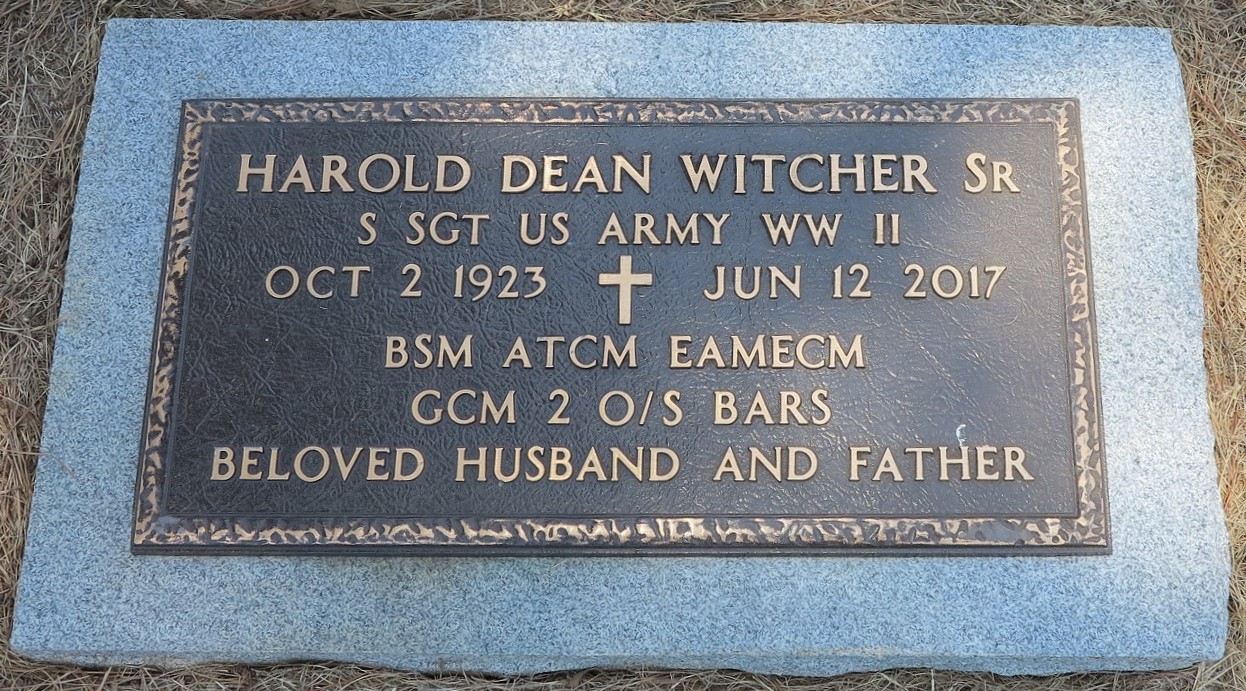 HAROLD DEAN WITCHER SR
S SGT US ARMY WW II
OCT 2 1923 JUN 12 2017
BSM ATCM EAMECM
GCM 2 O/S BARS
BELOVED HUSBAND AND FATHER